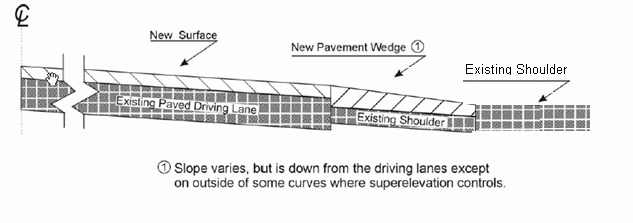 ℄
New Surface
New Pavement Wedge ①
Existing Shoulder
Existing Paved Driving Lane
Existing Shoulder
① Slope varies, but is down from the driving lanes except
on outside of some curves where superelevation controls.